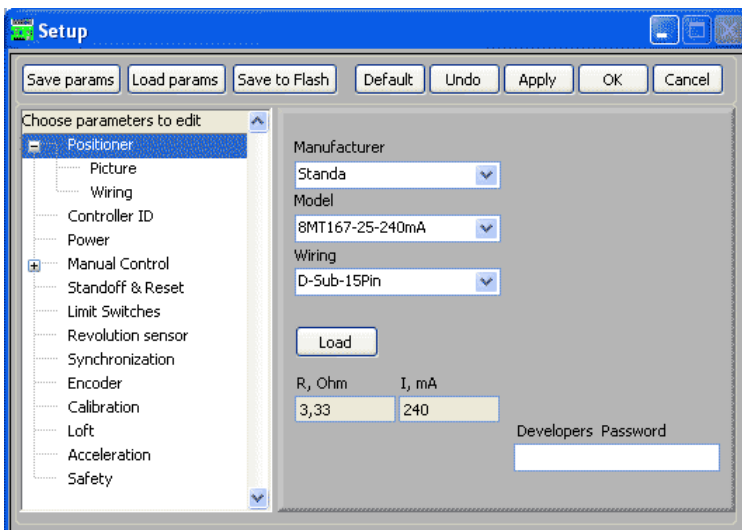 Setup
Save params Load params Save to Flash Default Undo Apply OK Cancel
Choose parameters to edit
Positioner
Picture
Wiring
Controller ID
Power
Manual Control
Standoff & Reset
Limit Switches
Revolution sensor
Synchronization
Encoder
Calibration
Loft
Acceleration
Safety
Manufacturer
Standa
Model
8MT167-25-240mA
Wiring
D-Sub-15Pin
Load
R, Ohm I, mA
3,33 240
Developers Password